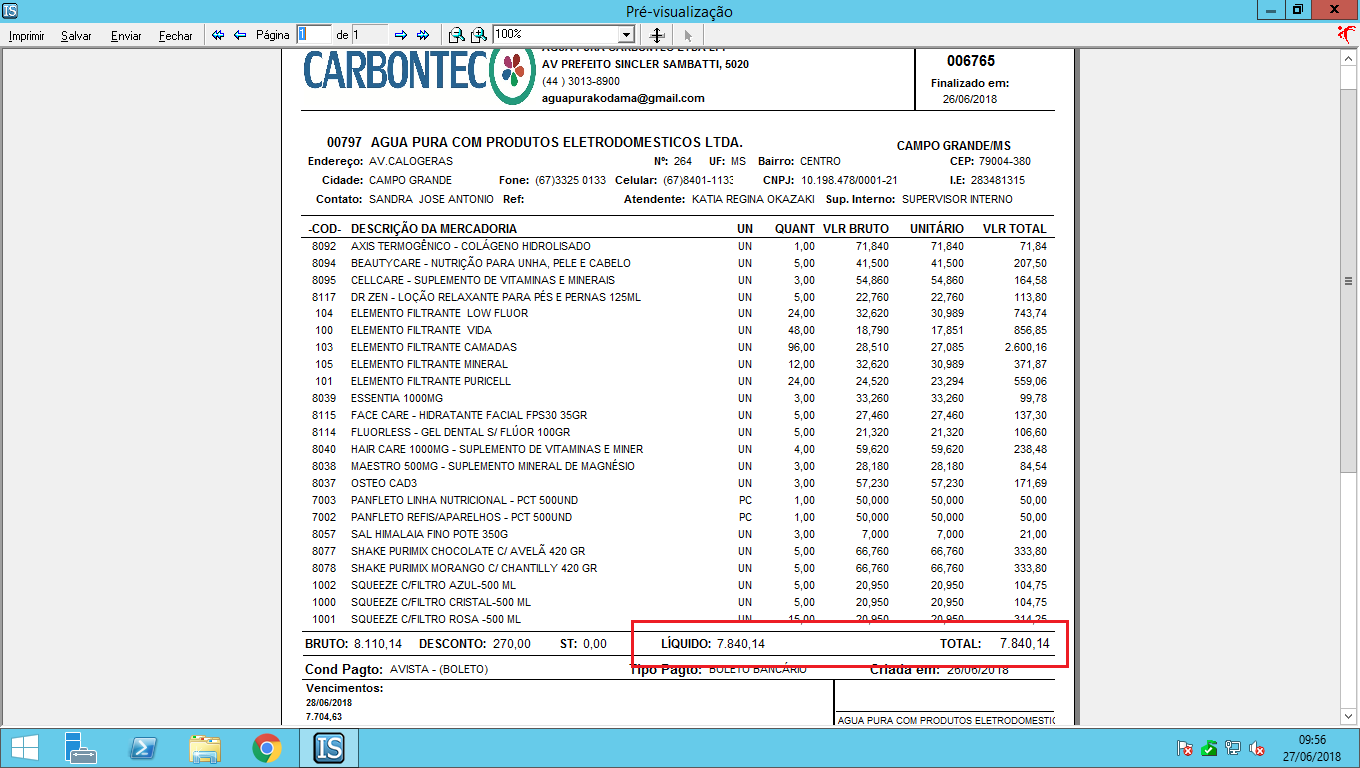 Pré-visualização
Imprimir Salvar Enviar Fechar Página 1 de 1 100%
CARBONTEC
AV PREFEITO SINCLER SAMBATTI, 5020
(44 ) 3013-8900
aguapurakodama@gmail.com
006765
Finalizado em:
26/06/2018
00797 AGUA PURA COM PRODUTOS ELETRODOMESTICOS LTDA. CAMPO GRANDE/MS
Endereço: AV.CALOGERAS Nº: 264 UF: MS Bairro: CENTRO CEP: 79004-380
Cidade: CAMPO GRANDE Fone: (67)3325 0133 Celular: (67)8401-1133 CNPJ: 10.198.478/0001-21 I.E: 283481315
Contato: SANDRA JOSE ANTONIO Ref: Atendente: KATIA REGINA OKAZAKI Sup. Interno: SUPERVISOR INTERNO
-COD- DESCRIÇÃO DA MERCADORIA UN QUANT VLR BRUTO UNITÁRIO VLR TOTAL
8092 AXIS TERMOGÊNICO - COLÁGENO HIDROLISADO UN 1,00 71,840 71,840 71,84
8094 BEAUTYCARE - NUTRIÇÃO PARA UNHA, PELE E CABELO UN 5,00 41,500 41,500 207,50
8095 CELLCARE - SUPLEMENTO DE VITAMINAS E MINERAIS UN 3,00 54,860 54,860 164,58
8117 DR ZEN - LOÇÃO RELAXANTE PARA PÉS E PERNAS 125ML UN 5,00 22,760 22,760 113,80
104 ELEMENTO FILTRANTE LOW FLUOR UN 24,00 32,620 30,989 743,74
100 ELEMENTO FILTRANTE VIDA UN 48,00 18,790 17,851 856,85
103 ELEMENTO FILTRANTE CAMADAS UN 96,00 28,510 27,085 2.600,16
105 ELEMENTO FILTRANTE MINERAL UN 12,00 32,620 30,989 371,87
101 ELEMENTO FILTRANTE PURICELL UN 24,00 24,520 23,294 559,06
8039 ESSENTIA 1000MG UN 3,00 33,260 33,260 99,78
8115 FACE CARE - HIDRATANTE FACIAL FPS30 35GR UN 5,00 27,460 27,460 137,30
8114 FLUORLESS - GEL DENTAL S/ FLÚOR 100GR UN 5,00 21,320 21,320 106,60
8040 HAIR CARE 1000MG - SUPLEMENTO DE VITAMINAS E MINER UN 4,00 59,620 59,620 238,48
8038 MAESTRO 500MG - SUPLEMENTO MINERAL DE MAGNÉSIO UN 3,00 28,180 28,180 84,54
8037 OSTEO CAD3 UN 3,00 57,230 57,230 171,69
7003 PANFLETO LINHA NUTRICIONAL - PCT 500UND PC 1,00 50,000 50,000 50,00
7002 PANFLETO REFIS/APARELHOS - PCT 500UND PC 1,00 50,000 50,000 50,00
8057 SAL HIMALAIA FINO POTE 350G UN 3,00 7,000 7,000 21,00
8077 SHAKE PURIMIX CHOCOLATE C/ AVELÃ 420 GR UN 5,00 66,760 66,760 333,80
8078 SHAKE PURIMIX MORANGO C/ CHANTILLY 420 GR UN 5,00 66,760 66,760 333,80
1002 SQUEEZE C/FILTRO AZUL-500 ML UN 5,00 20,950 20,950 104,75
1000 SQUEEZE C/FILTRO CRISTAL-500 ML UN 5,00 20,950 20,950 104,75
1001 SQUEEZE C/FILTRO ROSA -500 ML UN 15,00 20,950 20,950 314,25
BRUTO: 8.110,14 DESCONTO: 270,00 ST: 0,00 LÍQUIDO: 7.840,14 TOTAL: 7.840,14
Cond Pagto: AVISTA - (BOLETO) Tipo Pagto: BOLETO BANCÁRIO Criada em: 26/06/2018
Vencimentos:
28/06/2018
7.704,63
AGUA PURA COM PRODUTOS ELETRODOMESTIC
IS
09:56
27/06/2018